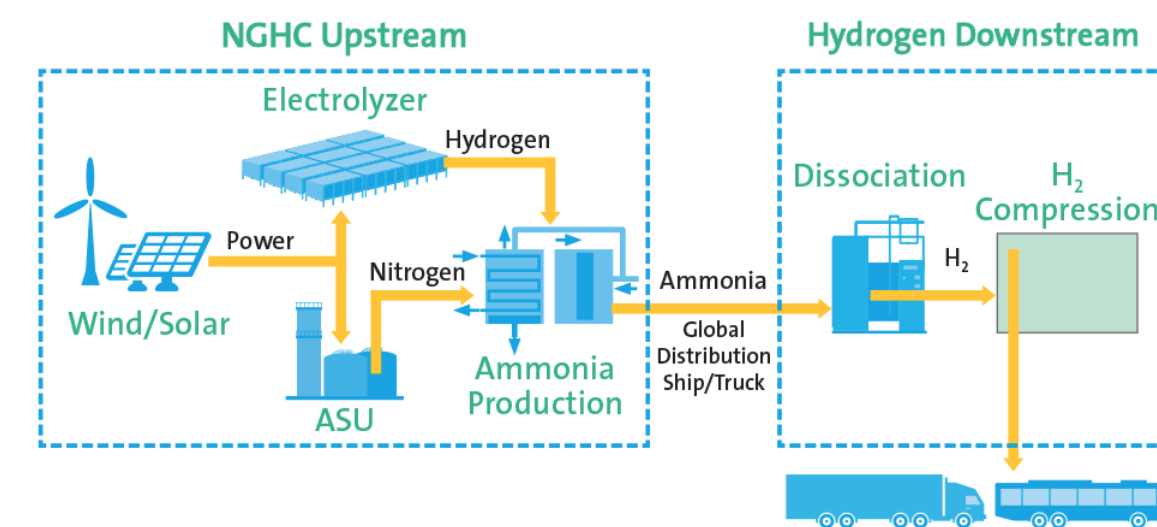 NGHC Upstream
Hydrogen Downstream
Electrolyzer
Hydrogen
Power
Wind/Solar
Nitrogen
ASU
Ammonia
Production
Ammonia
Global
Distribution
Ship/Truck
Dissociation
H₂
H₂
Compression